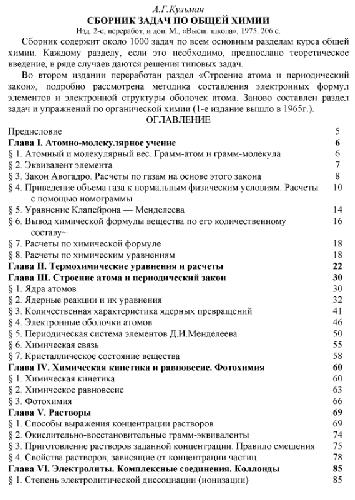 А.Г.Кульман
СБОРНИК ЗАДАЧ ПО ОБЩЕЙ ХИМИИ
Изд. 2-е, переработ. и доп. М., «Высш. школа», 1975. 206 с.
Сборник содержит около 1000 задач по всем основным разделам курса общей
химии. Каждому разделу, если это необходимо, предпослано теоретическое
введение, в ряде случаев даются решения типовых задач.
Во втором издании переработан раздел «Строение атома и периодический
закон», подробно рассмотрена методика составления электронных формул
элементов и электронной структуры оболочек атома. Заново составлен раздел
задач и упражнений по органической химии (1-е издание вышло в 1965г.).
ОГЛАВЛЕНИЕ
Предисловие 5
Глава I. Атомно-молекулярное учение 6
§ 1. Атомный и молекулярный вес. Грамм-атом и грамм-молекула 6
§ 2. Эквивалент элемента 7
§ 3. Закон Авогадро. Расчеты по газам на основе этого закона 8
§ 4. Приведение объема газа к нормальным физическим условиям. Расчеты 10
с помощью номограммы
§ 5. Уравнение Клапейрона — Менделеева 14
§ 6. Вывод химической формулы вещества по его количественному 16
составу~
§ 7. Расчеты по химической формуле 18
§ 8. Расчеты по химическим уравнениям 18
Глава II. Термохимические уравнения и расчеты 22
Глава III. Строение атома и периодический закон 30
§ 1. Ядра атомов 30
§ 2. Ядерные реакции и их уравнения 32
§ 3. Количественная характеристика ядерных превращений 41
§ 4. Электронные оболочки атомов 46
§ 5. Периодическая система элементов Д.И.Менделеева 50
§ 6. Химическая связь 55
§ 7. Кристаллическое состояние вещества 58
Глава IV. Химическая кинетика и равновесие. Фотохимия 60
§ 1. Химическая кинетика 60
§ 2. Химическое равновесие 63
§ 3. Фотохимия 66
Глава V. Растворы 69
§ 1. Способы выражения концентрации растворов 69
§ 2. Окислительно-восстановительные грамм-эквиваленты 74
§ 3. Приготовление растворов заданной концентрации. Правило смешения 75
§ 4. Свойства растворов, зависящие от концентрации частиц 78
Глава VI. Электролиты. Комплексные соединения. Коллоиды 85
§ 1. Степень электролитической диссоциации (ионизации) 85